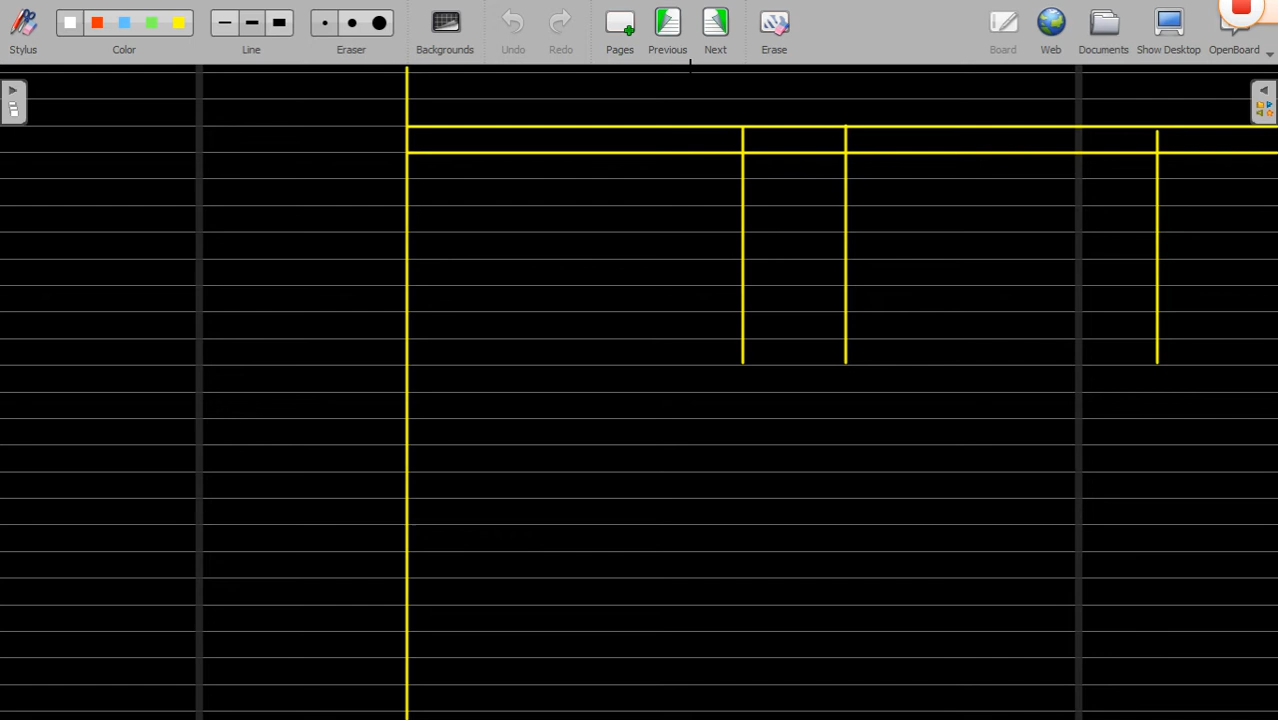 Stylus
Color
Line
Eraser
Backgrounds
Undo
Redo
Pages
Previous
Next
Erase
Board
Web
Documents
Show Desktop
OpenBoard